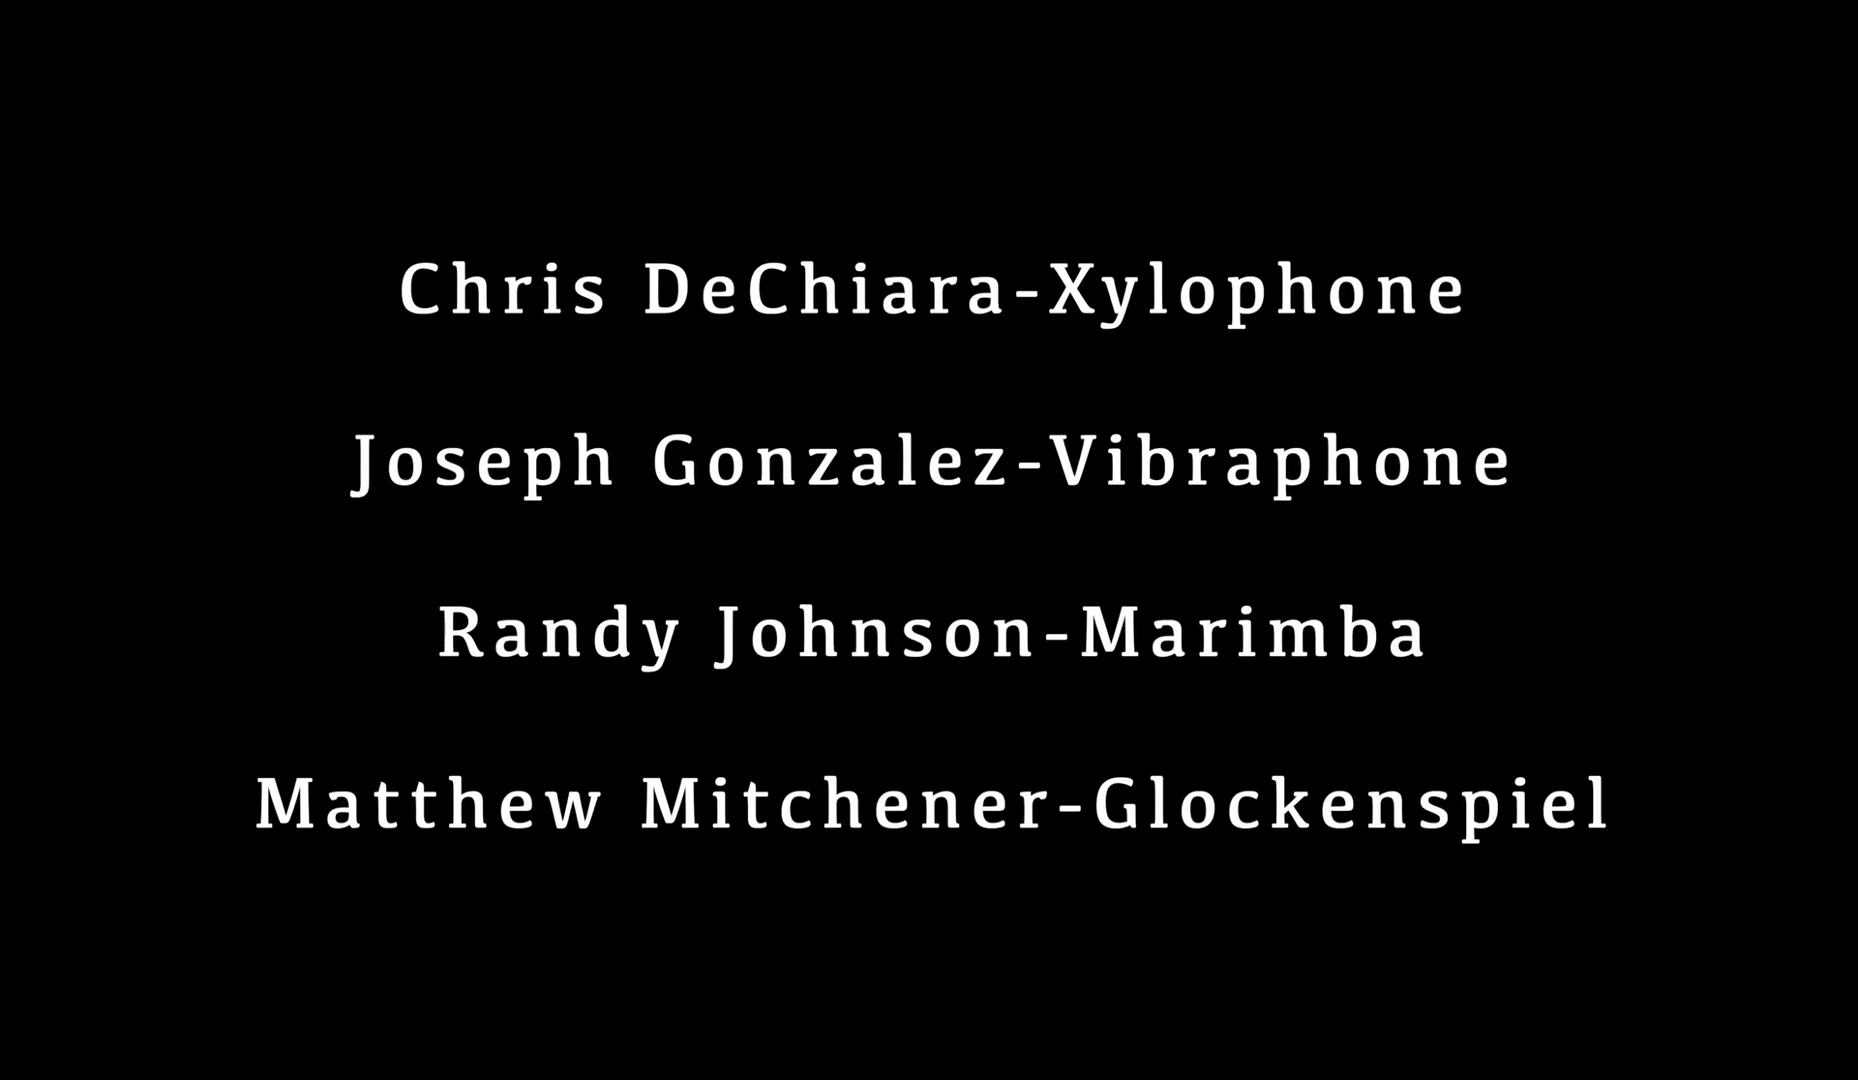 Chris DeChiara-Xylophone
Joseph Gonzalez-Vibraphone
Randy Johnson-Marimba
Matthew Mitchener-Glockenspiel